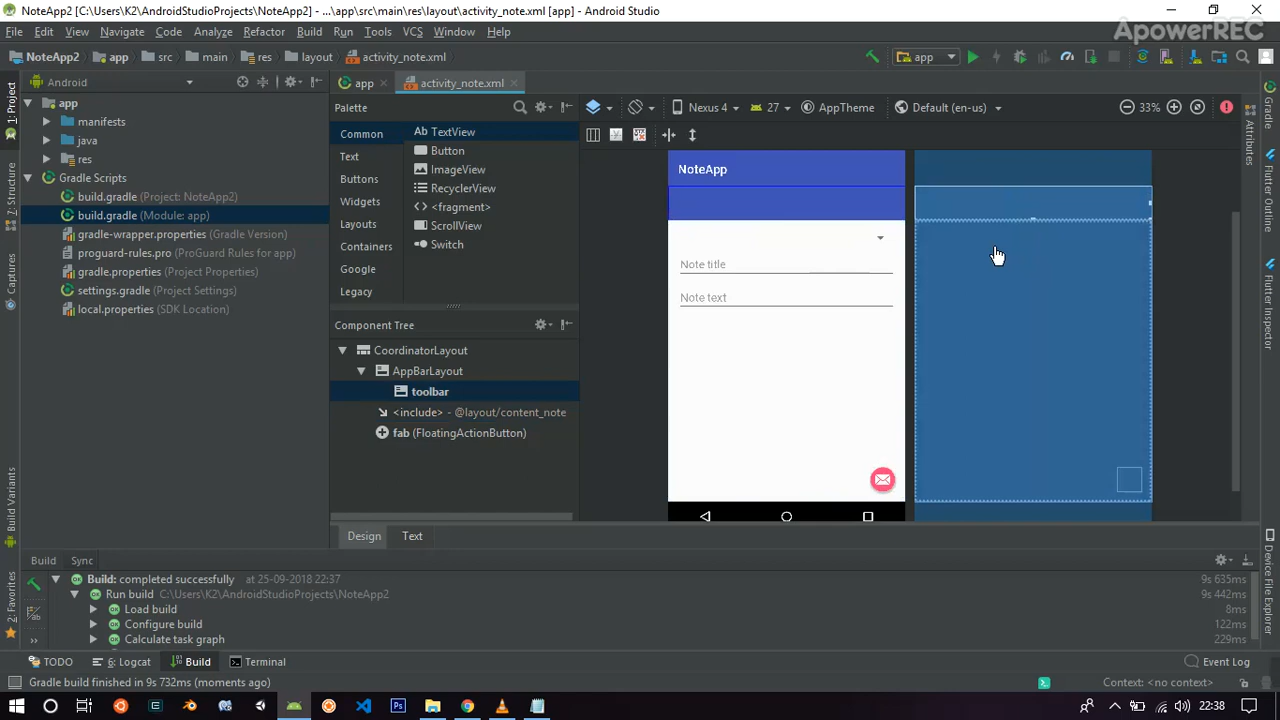 NoteApp2 [C:\Users\K2\AndroidStudioProjects\NoteApp2] - ...\app\src\main\res\layout\activity_note.xml [app] - Android Studio
ApowerREC
File Edit View Navigate Code Analyze Refactor Build Run Tools VCS Window Help
NoteApp2 app src main res layout activity_note.xml
app
1: Project
Android
app
activity_note.xml
Palette
Nexus 4
27
AppTheme
Default (en-us)
33%
Gradle
Attributes
app
manifests
java
res
Gradle Scripts
build.gradle (Project: NoteApp2)
build.gradle (Module: app)
gradle-wrapper.properties (Gradle Version)
proguard-rules.pro (ProGuard Rules for app)
gradle.properties (Project Properties)
settings.gradle (Project Settings)
local.properties (SDK Location)
Common
Text
Buttons
Widgets
Layouts
Containers
Google
Legacy
Ab TextView
Button
ImageView
RecyclerView
<fragment>
ScrollView
Switch
Component Tree
CoordinatorLayout
AppBarLayout
toolbar
<include> - @layout/content_note
fab (FloatingActionButton)
Design
Text
NoteApp
Note title
Note text
7: Structure
Captures
Build Variants
2: Favorites
Flutter Outline
Flutter Inspector
Device File Explorer
Build Sync
Build: completed successfully at 25-09-2018 22:37
9s 635ms
Run build C:\Users\K2\AndroidStudioProjects\NoteApp2
9s 442ms
Load build
8ms
Configure build
122ms
Calculate task graph
229ms
TODO
6: Logcat
Build
Terminal
Event Log
Gradle build finished in 9s 732ms (moments ago)
Context: <no context>
Ps
22:38